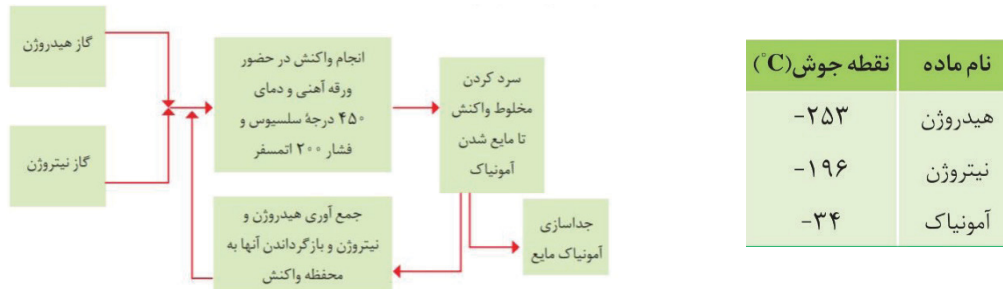 گاز هیدروژن
گاز نیتروژن
انجام واکنش در حضور
ورقه آهنی و دمای
۴۵۰ درجهٔ سلسیوس و
فشار ۲۰۰ اتمسفر
سرد کردن
مخلوط واکنش
تا مایع شدن
آمونیاک
جداسازی
آمونیاک مایع
جمع آوری هیدروژن و
نیتروژن و بازگرداندن آنها به
محفظه واکنش
نام ماده نقطه جوش(°C)
هیدروژن -۲۵۳
نیتروژن -۱۹۶
آمونیاک -۳۴